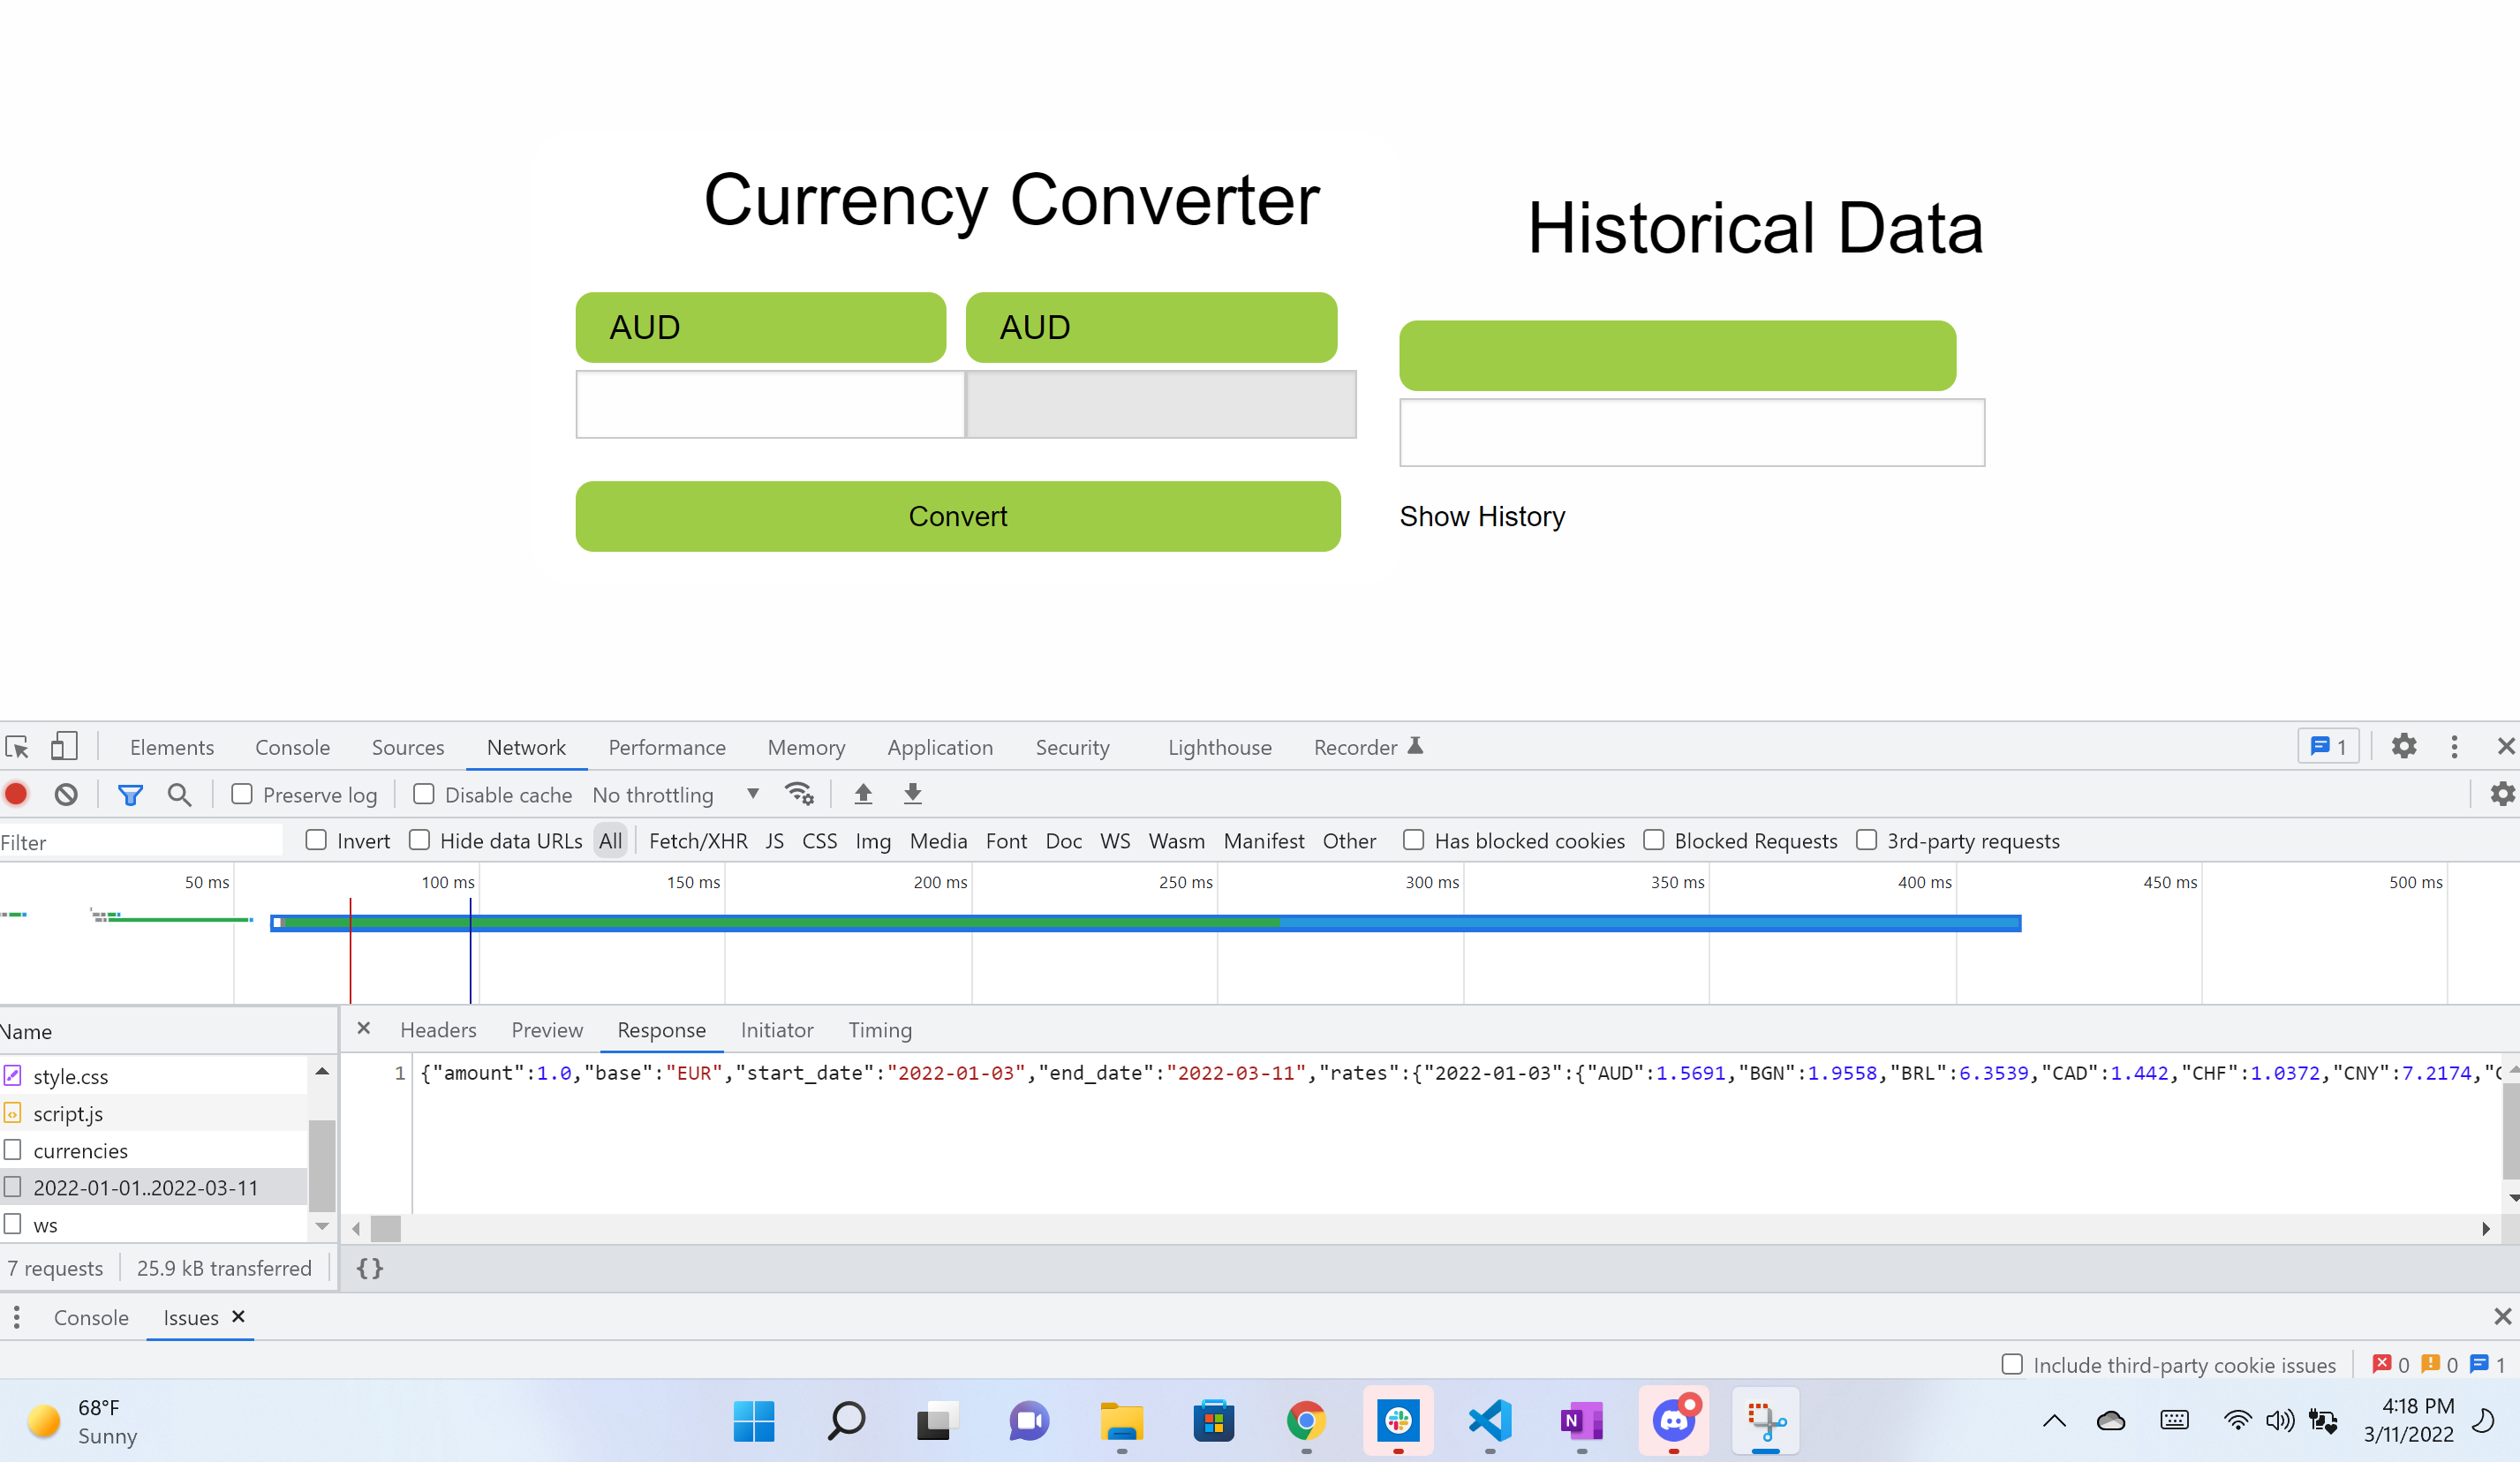 Currency Converter
Historical Data
AUD AUD
Convert
Show History
Elements Console Sources Network Performance Memory Application Security Lighthouse Recorder 1
Preserve log Disable cache No throttling
Filter Invert Hide data URLs All Fetch/XHR JS CSS Img Media Font Doc WS Wasm Manifest Other Has blocked cookies Blocked Requests 3rd-party requests
50 ms 100 ms 150 ms 200 ms 250 ms 300 ms 350 ms 400 ms 450 ms 500 ms
Name
Headers Preview Response Initiator Timing
style.css
script.js
currencies
2022-01-01..2022-03-11
ws
1 {"amount":1.0,"base":"EUR","start_date":"2022-01-03","end_date":"2022-03-11","rates":{"2022-01-03":{"AUD":1.5691,"BGN":1.9558,"BRL":6.3539,"CAD":1.442,"CHF":1.0372,"CNY":7.2174,"
7 requests 25.9 kB transferred {}
Console Issues
Include third-party cookie issues 0 0 1
68°F
Sunny
N
4:18 PM
3/11/2022